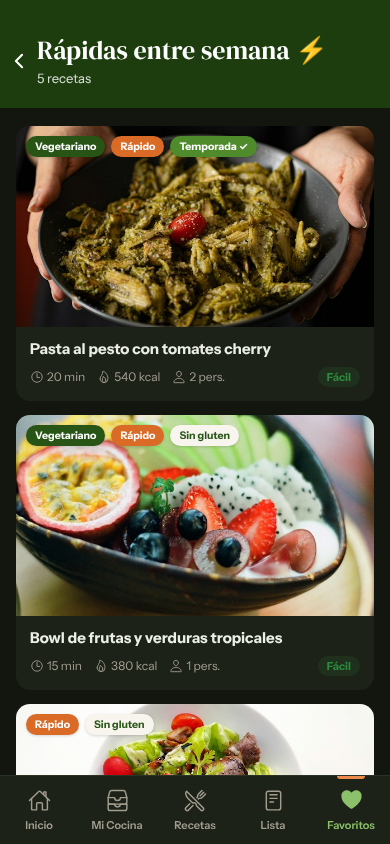 Rápidas entre semana ⚡
5 recetas
Vegetariano Rápido Temporada ✓
Pasta al pesto con tomates cherry
20 min 540 kcal 2 pers. Fácil
Vegetariano Rápido Sin gluten
Bowl de frutas y verduras tropicales
15 min 380 kcal 1 pers. Fácil
Rápido Sin gluten
Inicio Mi Cocina Recetas Lista Favoritos